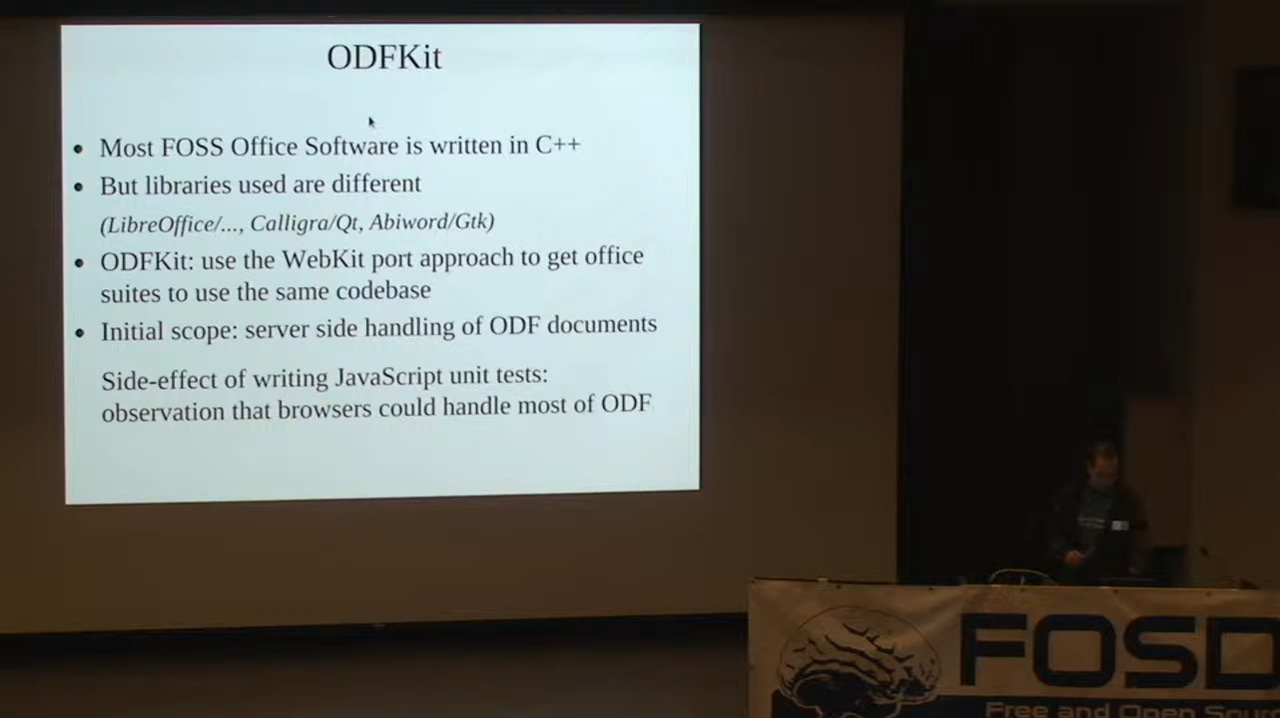 ODFKit
Most FOSS Office Software is written in C++
But libraries used are different
(LibreOffice/..., Calligra/Qt, Abiword/Gtk)
ODFKit: use the WebKit port approach to get office
suites to use the same codebase
Initial scope: server side handling of ODF documents
Side-effect of writing JavaScript unit tests:
observation that browsers could handle most of ODF
FOSD
Free and Open Sour